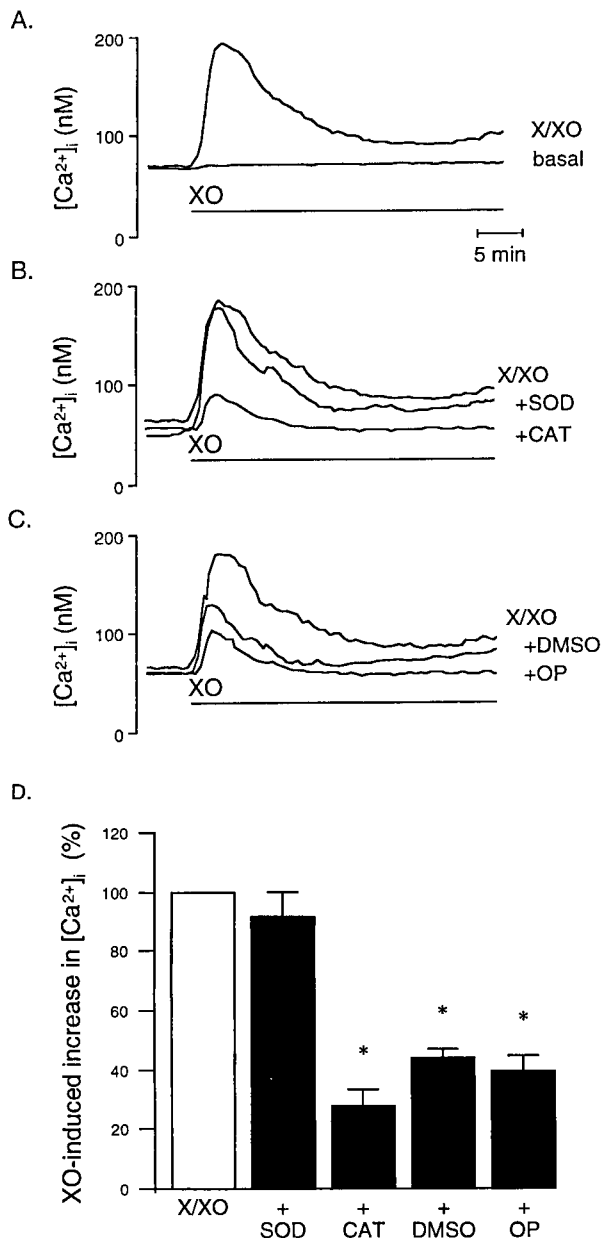 A.
200
100
0
[Ca²⁺]ᵢ (nM)
X/XO
basal
XO
5 min
B.
200
100
0
[Ca²⁺]ᵢ (nM)
X/XO
+SOD
+CAT
XO
C.
200
100
0
[Ca²⁺]ᵢ (nM)
X/XO
+DMSO
+OP
XO
D.
XO-induced increase in [Ca²⁺]ᵢ (%)
120
100
80
60
40
20
0
* * *
X/XO + + + +
SOD CAT DMSO OP